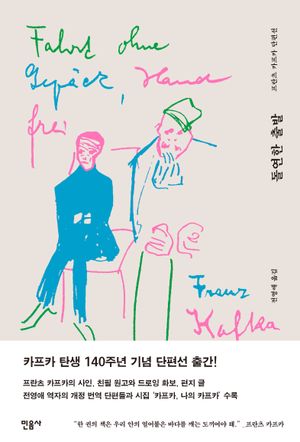 Fahrt ohne
Gepäck, Hand
frei
프란츠 카프카 단편선
돌연한 출발
전영애 옮김
Franz
Kafka
카프카 탄생 140주년 기념 단편선 출간!
프란츠 카프카의 사인, 친필 원고와 드로잉 화보, 편지 글
전영애 역자의 개정 번역 단편들과 시집 ‘카프카, 나의 카프카’ 수록
민음사
“한 권의 책은 우리 안의 얼어붙은 바다를 깨는 도끼여야 돼.” _프란츠 카프카